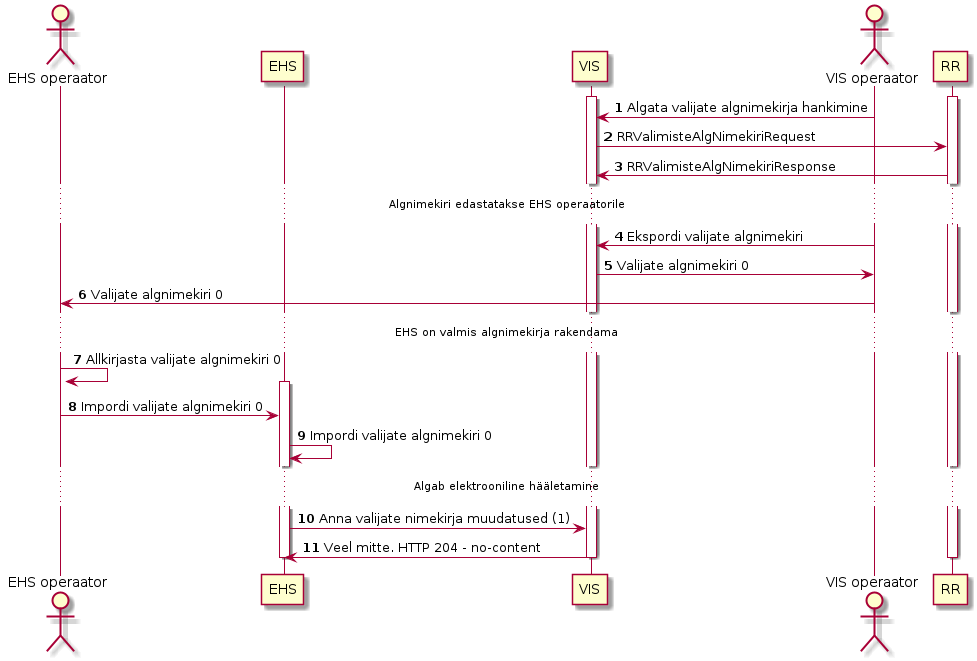 EHS operaator
EHS
VIS
VIS operaator
RR
1 Algata valijate algnimekirja hankimine
2 RRValimisteAlgNimekiriRequest
3 RRValimisteAlgNimekiriResponse
Algnimekiri edastatakse EHS operaatorile
4 Ekspordi valijate algnimekiri
5 Valijate algnimekiri 0
6 Valijate algnimekiri 0
EHS on valmis algnimekirja rakendama
7 Allkirjasta valijate algnimekiri 0
8 Impordi valijate algnimekiri 0
9 Impordi valijate algnimekiri 0
Algab elektrooniline hääletamine
10 Anna valijate nimekirja muudatused (1)
11 Veel mitte. HTTP 204 - no-content
EHS operaator
EHS
VIS
VIS operaator
RR